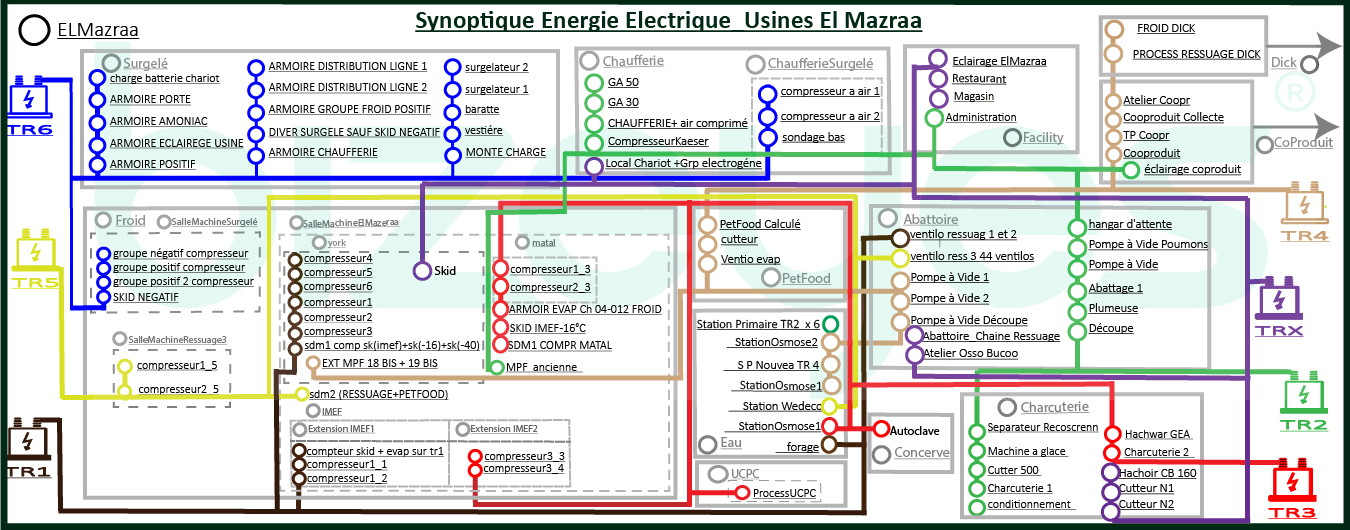 Synoptique Energie Electrique_Usines El Mazraa
ELMazraa
TR6
Surgelé
charge batterie chariot
ARMOIRE PORTE
ARMOIRE AMONIAC
ARMOIRE ECLAIREGE USINE
ARMOIRE POSITIF
ARMOIRE DISTRIBUTION LIGNE 1
ARMOIRE DISTRIBUTION LIGNE 2
ARMOIRE GROUPE FROID POSITIF
DIVER SURGELE SAUF SKID NEGATIF
ARMOIRE CHAUFFERIE
surgelateur 2
surgelateur 1
baratte
vestiére
MONTE CHARGE
Chaufferie
GA 50
GA 30
CHAUFFERIE+ air comprimé
CompresseurKaeser
Local Chariot +Grp electrogéne
ChaufferieSurgelé
compresseur a air 1
compresseur a air 2
sondage bas
Eclairage ElMazraa
Restaurant
Magasin
Administration
Facility
FROID DICK
PROCESS RESSUAGE DICK
Dick
Atelier Coopr
Cooproduit Collecte
TP Coopr
Cooproduit
éclairage coproduit
CoProduit
®
TR5
Froid
SalleMachineSurgelé
groupe négatif compresseur
groupe positif compresseur
groupe positif 2 compresseur
SKID NEGATIF
SalleMachineRessuage3
compresseur1_5
compresseur2_5
SalleMachineElMazeraa
york
compresseur4
compresseur5
compresseur6
compresseur1
compresseur2
compresseur3
sdm1 comp sk(imef)+sk(-16)+sk(-40)
EXT MPF 18 BIS + 19 BIS
Skid
matal
compresseur1_3
compresseur2_3
ARMOIR EVAP Ch 04-012 FROID
SKID IMEF-16°C
SDM1 COMPR MATAL
MPF_ancienne
sdm2 (RESSUAGE+PETFOOD)
IMEF
Extension IMEF1
compteur skid + evap sur tr1
compresseur1_1
compresseur1_2
Extension IMEF2
compresseur3_3
compresseur3_4
TR1
PetFood Calculé
cutteur
Ventio evap
PetFood
Station Primaire TR2 x 6
StationOsmose2
S P Nouvea TR 4
StationOsmose1
Station Wedeco
StationOsmose1
forage
Eau
UCPC
ProcessUCPC
Autoclave
Concerve
Abattoire
ventilo ressuag 1 et 2
ventilo ress 3 44 ventilos
Pompe à Vide 1
Pompe à Vide 2
Pompe à Vide Découpe
Abattoire_Chaine Ressuage
Atelier Osso Bucoo
hangar d'attente
Pompe à Vide Poumons
Pompe à Vide
Abattage 1
Plumeuse
Découpe
TR4
TRX
TR2
TR3
Charcuterie
Separateur Recoscrenn
Machine a glace
Cutter 500
Charcuterie 1
conditionnement
Hachwar GEA
Charcuterie 2
Hachoir CB 160
Cutteur N1
Cutteur N2